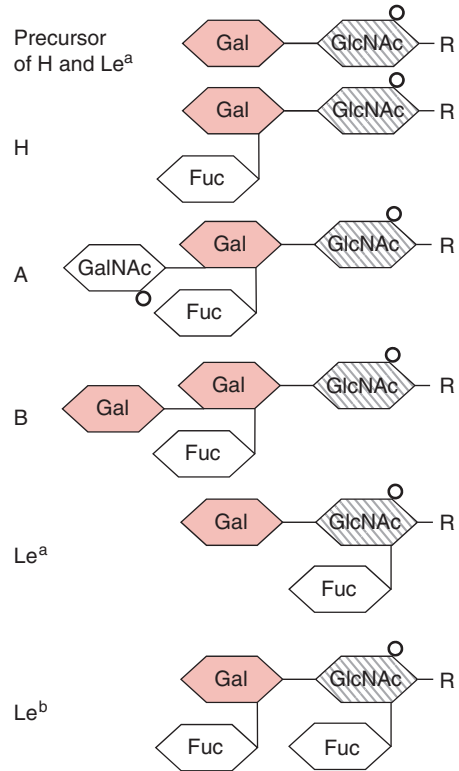 Precursor
of H and Leᵃ
Gal GlcNAc R
H
Gal GlcNAc R
Fuc
A
GalNAc Gal GlcNAc R
Fuc
B
Gal Gal GlcNAc R
Fuc
Leᵃ
Gal GlcNAc R
Fuc
Leᵇ
Gal GlcNAc R
Fuc Fuc